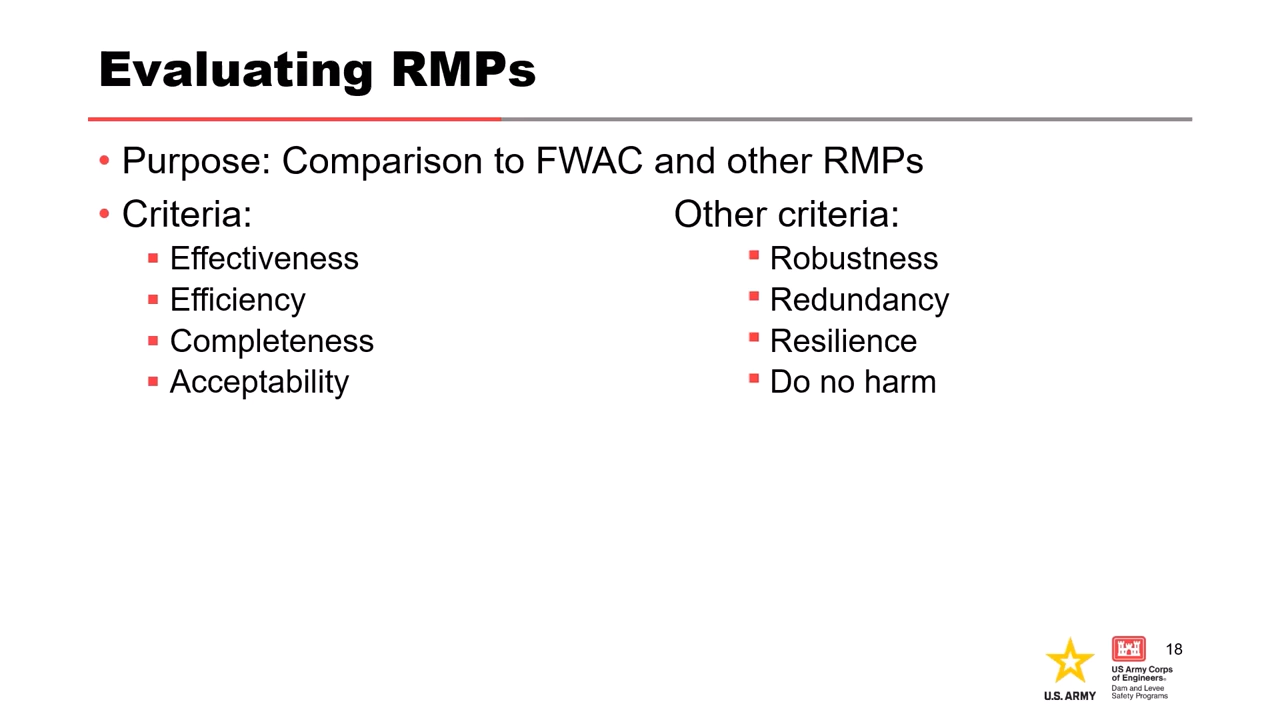 Evaluating RMPs
• Purpose: Comparison to FWAC and other RMPs
• Criteria:
▪ Effectiveness
▪ Efficiency
▪ Completeness
▪ Acceptability
Other criteria:
▪ Robustness
▪ Redundancy
▪ Resilience
▪ Do no harm
U.S. ARMY
US Army Corps
of Engineers®
Dam and Levee
Safety Programs
18